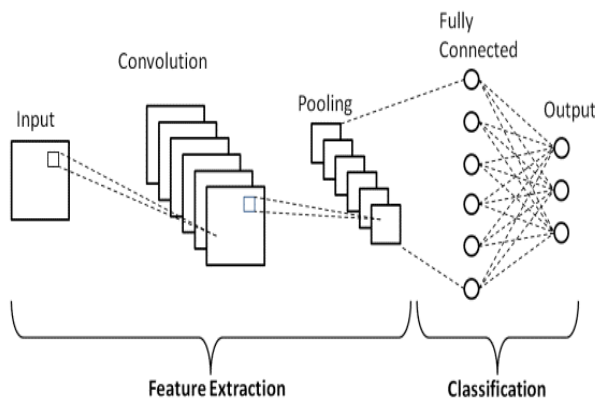 Fully
Connected
Convolution
Pooling
Output
Input
Feature Extraction
Classification